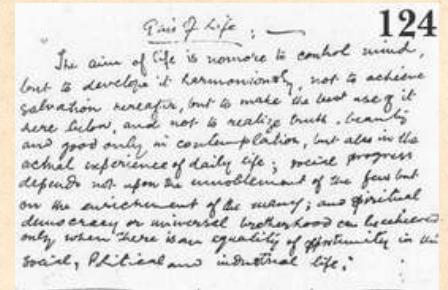 Aim of Life : —
124
"The aim of life is no more to control mind,
but to develop it harmoniously, not to achieve
salvation hereafter, but to make the best use of it
here below, and not to realize truth, beauty
and good only in contemplation, but also in the
actual experience of daily life; social progress
depends not upon the ennoblement of the few but
on the enrichment of the many; and spiritual
democracy or universal brotherhood can be achieved
only when there is an equality of opportunity in the
social, Political and industrial life."